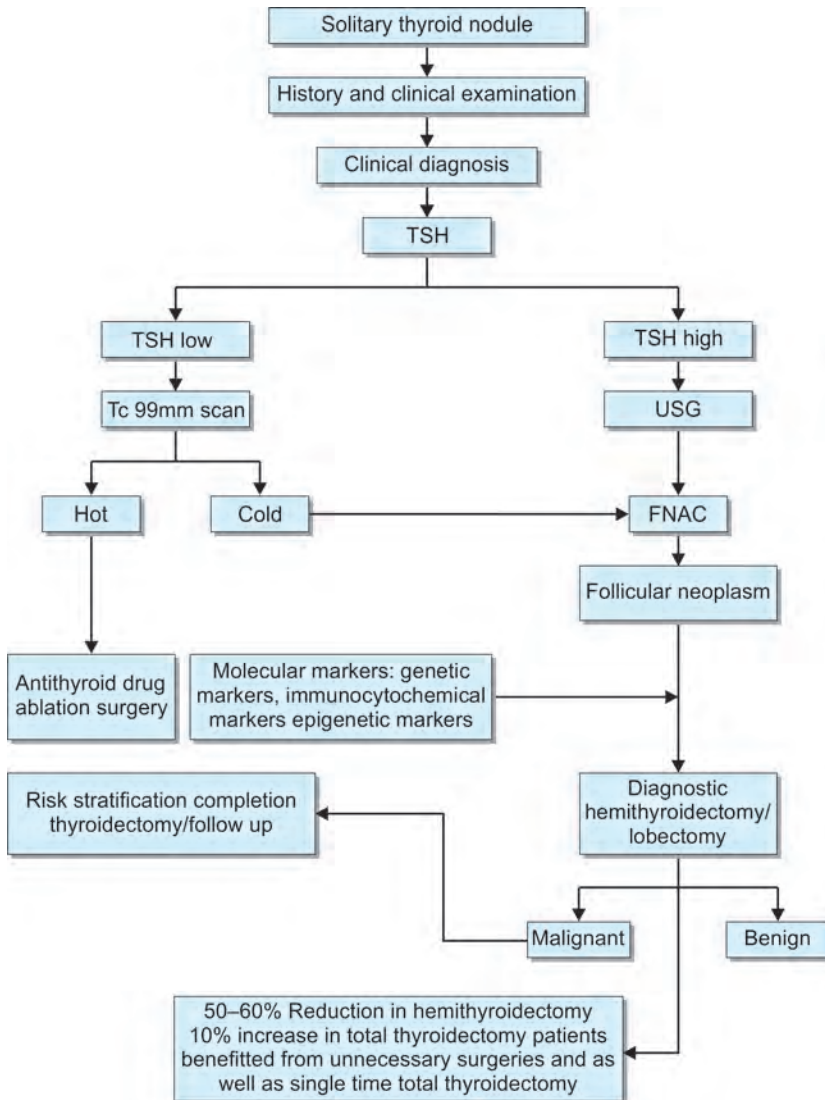 Solitary thyroid nodule
History and clinical examination
Clinical diagnosis
TSH
TSH low
TSH high
Tc 99mm scan
USG
Hot
Cold
FNAC
Follicular neoplasm
Antithyroid drug
ablation surgery
Molecular markers: genetic
markers, immunocytochemical
markers epigenetic markers
Risk stratification completion
thyroidectomy/follow up
Diagnostic
hemithyroidectomy/
lobectomy
Malignant
Benign
50–60% Reduction in hemithyroidectomy
10% increase in total thyroidectomy patients
benefitted from unnecessary surgeries and as
well as single time total thyroidectomy